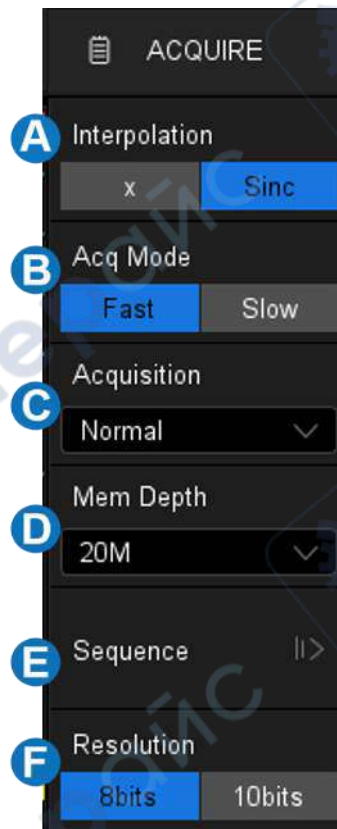 ACQUIRE
A
Interpolation
x Sinc
B
Acq Mode
Fast Slow
C
Acquisition
Normal
D
Mem Depth
20M
E
Sequence
F
Resolution
8bits 10bits